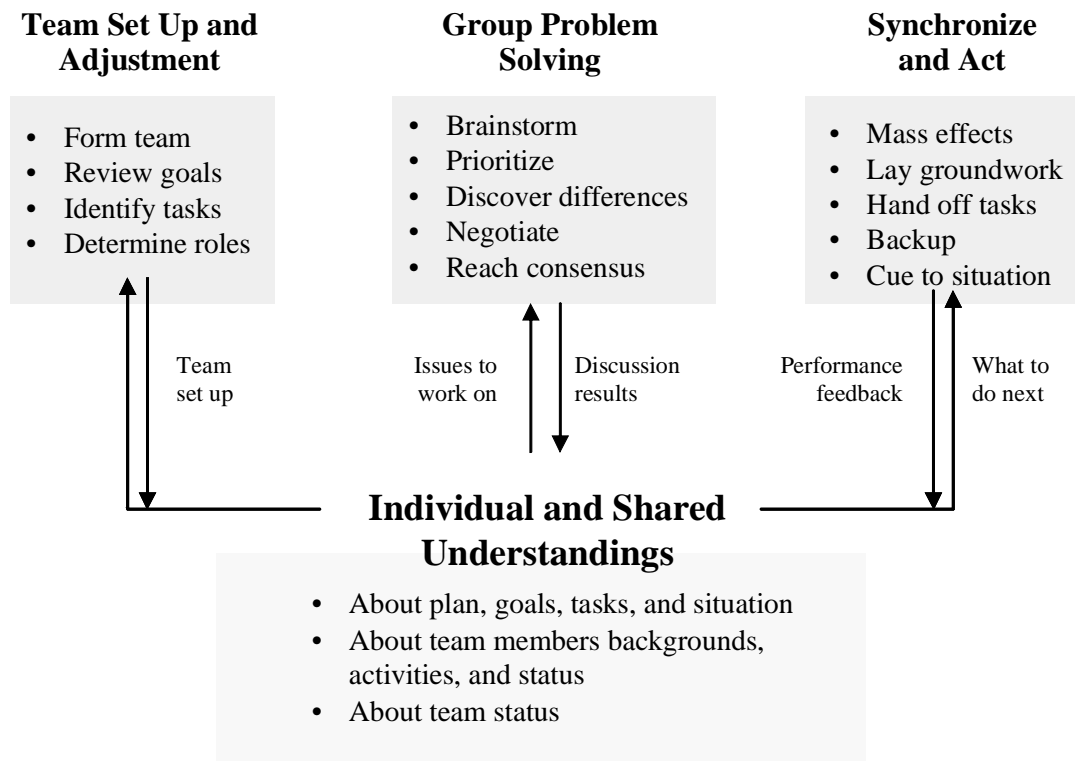 Team Set Up and
Adjustment
• Form team
• Review goals
• Identify tasks
• Determine roles
Group Problem
Solving
• Brainstorm
• Prioritize
• Discover differences
• Negotiate
• Reach consensus
Synchronize
and Act
• Mass effects
• Lay groundwork
• Hand off tasks
• Backup
• Cue to situation
Team
set up
Issues to
work on
Discussion
results
Performance
feedback
What to
do next
Individual and Shared
Understandings
• About plan, goals, tasks, and situation
• About team members backgrounds,
activities, and status
• About team status